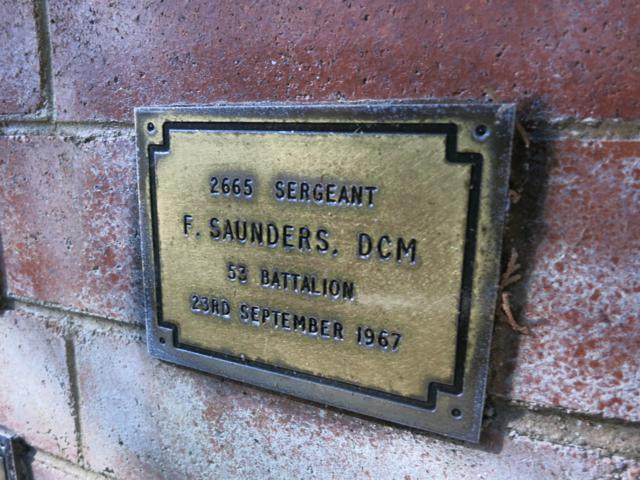 2665 SERGEANT
F. SAUNDERS. DCM
53 BATTALION
23RD SEPTEMBER 1967